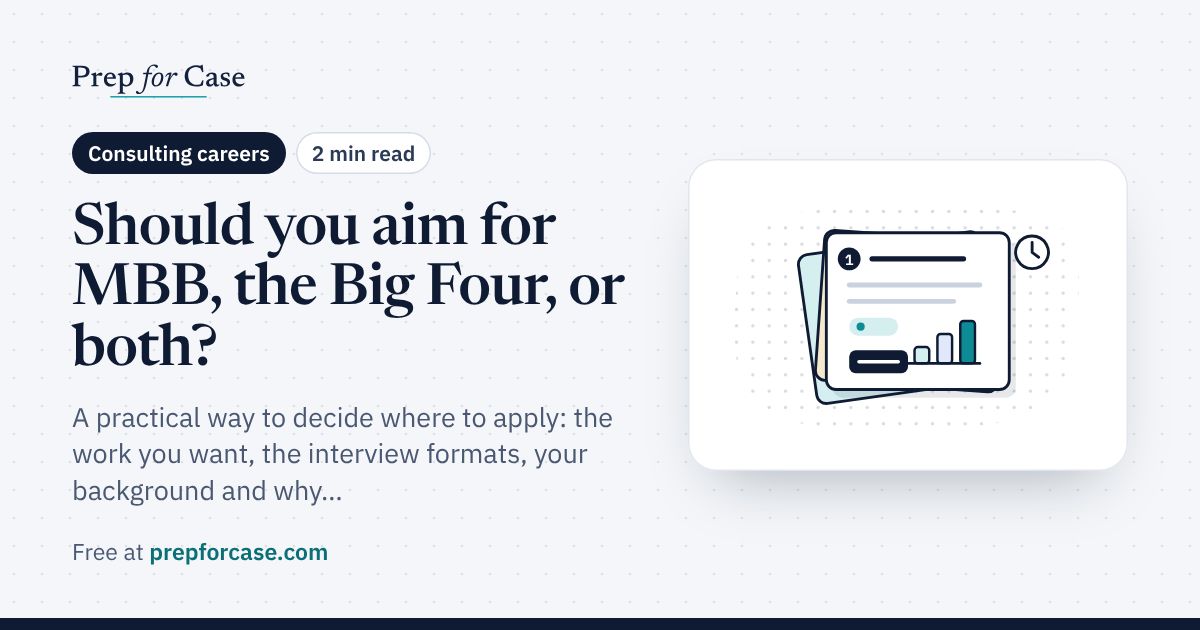 Prep for Case
Consulting careers
2 min read
Should you aim for
MBB, the Big Four, or
both?
A practical way to decide where to apply: the
work you want, the interview formats, your
background and why...
Free at prepforcase.com
1